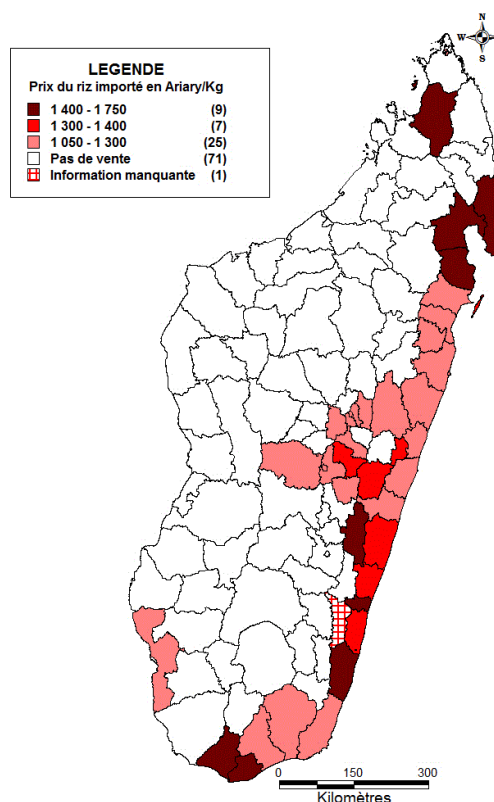 N
W
S
LEGENDE
Prix du riz importé en Ariary/Kg
1 400 - 1 750 (9)
1 300 - 1 400 (7)
1 050 - 1 300 (25)
Pas de vente (71)
Information manquante (1)
0 150 300
Kilomètres